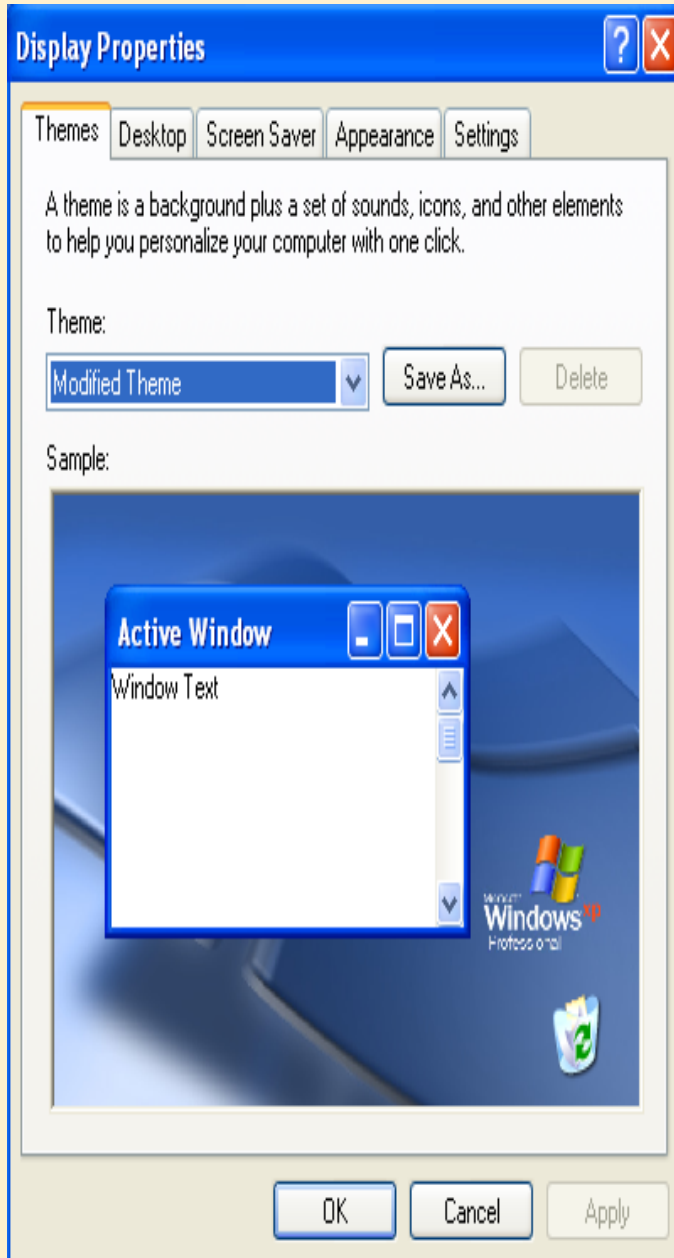 Display Properties
Themes Desktop Screen Saver Appearance Settings
A theme is a background plus a set of sounds, icons, and other elements
to help you personalize your computer with one click.
Theme:
Modified Theme Save As... Delete
Sample:
Active Window
Window Text
Microsoft
Windows xp
Professional
OK Cancel Apply